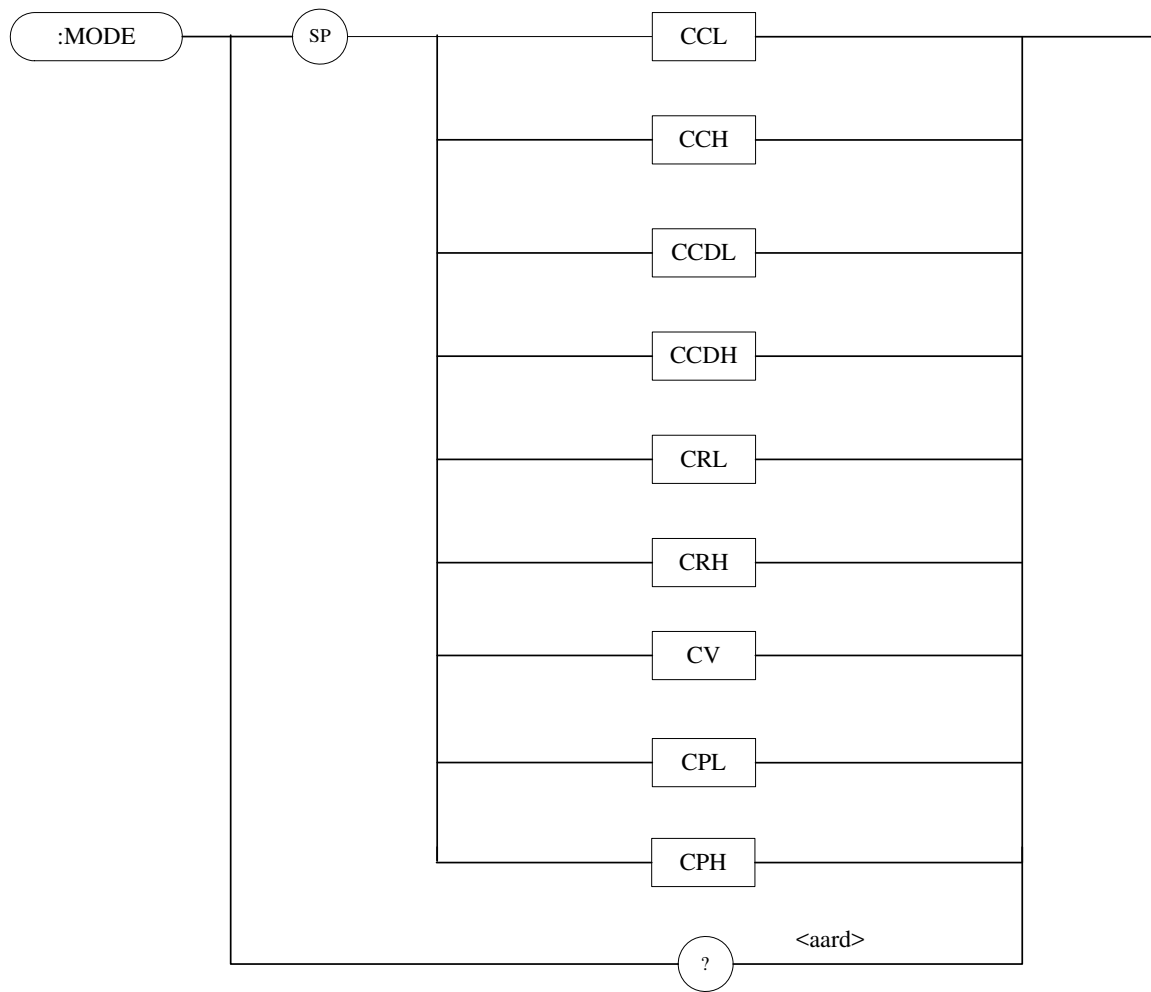 :MODE
SP
CCL
CCH
CCDL
CCDH
CRL
CRH
CV
CPL
CPH
<aard>
?